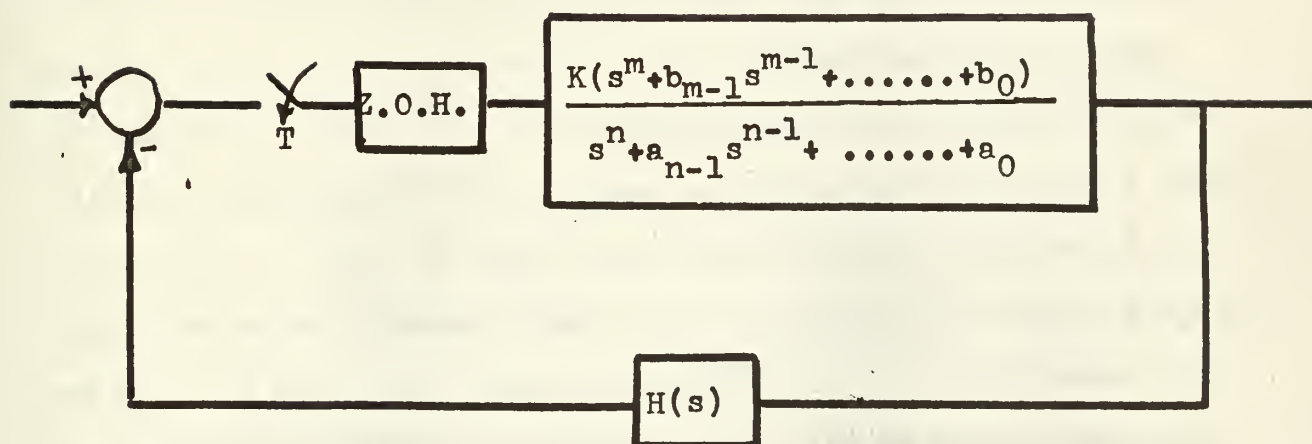 +
-
T
Z.O.H.
K(s^m+b_{m-1}s^{m-1}+......+b_0)
s^n+a_{n-1}s^{n-1}+ ......+a_0
H(s)